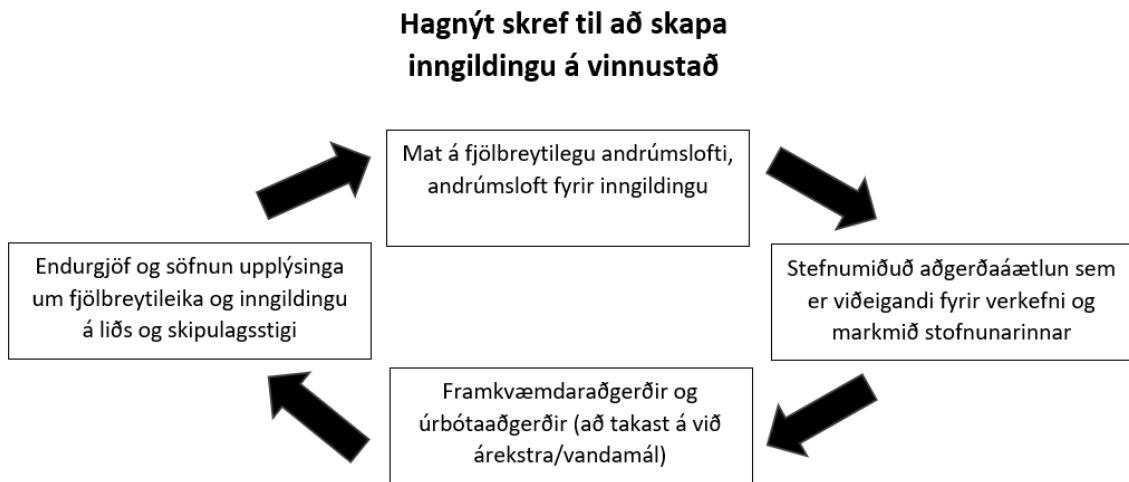 Hagnýt skref til að skapa
inngildingu á vinnustað
Mat á fjölbreytilegu andrúmslofti,
andrúmsloft fyrir inngildingu
Stefnumiðuð aðgerðaáætlun sem
er viðeigandi fyrir verkefni og
markmið stofnunarinnar
Framkvæmdaraðgerðir og
úrbótaaðgerðir (að takast á við
árekstra/vandamál)
Endurgjöf og söfnun upplýsinga
um fjölbreytileika og inngildingu
á liðs og skipulagsstigi